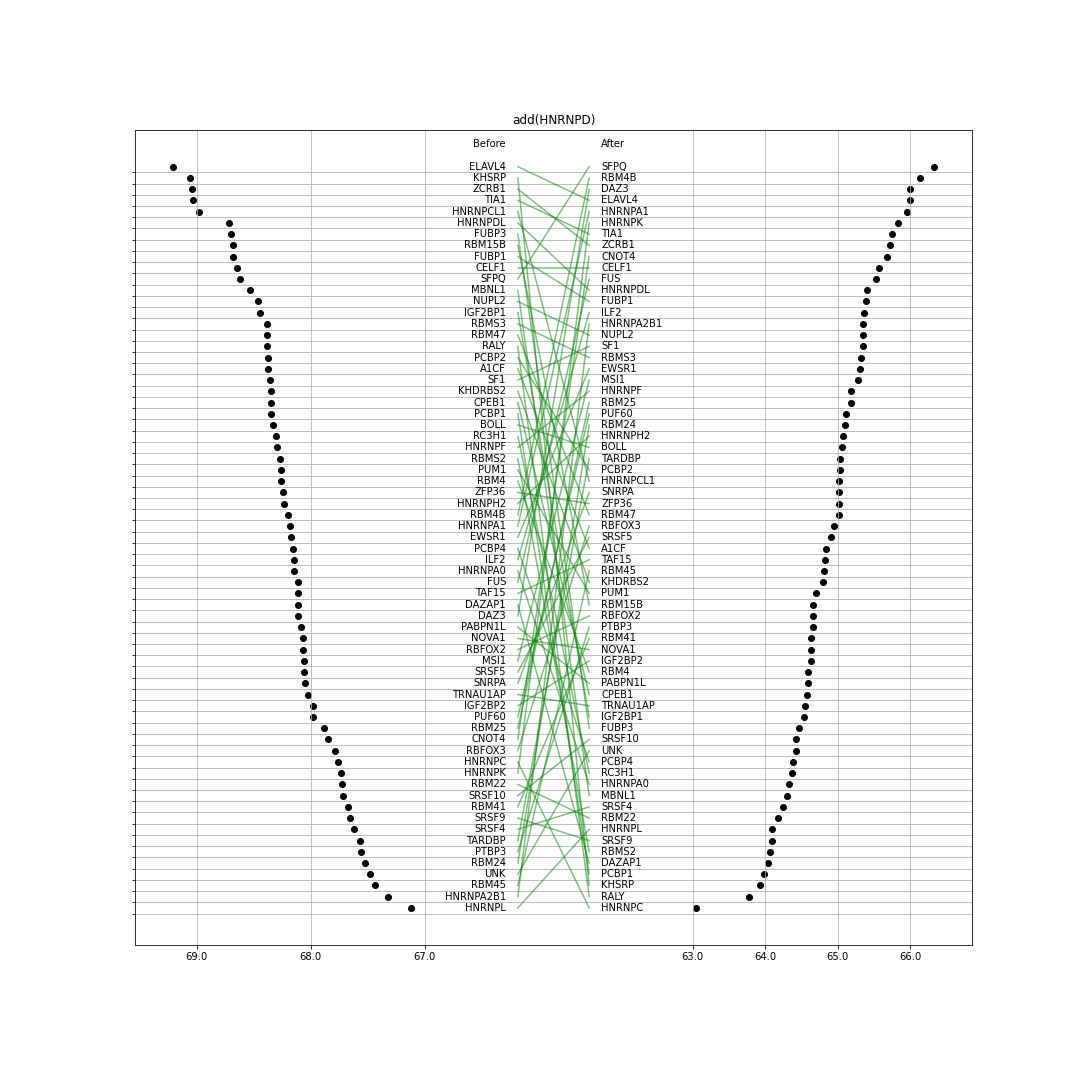 add(HNRNPD)
Before After
ELAVL4 SFPQ
KHSRP RBM4B
ZCRB1 DAZ3
TIA1 ELAVL4
HNRNPCL1 HNRNPA1
HNRNPDL HNRNPK
FUBP3 TIA1
RBM15B ZCRB1
FUBP1 CNOT4
CELF1 CELF1
SFPQ FUS
MBNL1 HNRNPDL
NUPL2 FUBP1
IGF2BP1 ILF2
RBMS3 HNRNPA2B1
RBM47 NUPL2
RALY SF1
PCBP2 RBMS3
A1CF EWSR1
SF1 MSI1
KHDRBS2 HNRNPF
CPEB1 RBM25
PCBP1 PUF60
BOLL RBM24
RC3H1 HNRNPH2
HNRNPF BOLL
RBMS2 TARDBP
PUM1 PCBP2
RBM4 HNRNPCL1
ZFP36 SNRPA
HNRNPH2 ZFP36
RBM4B RBM47
HNRNPA1 RBFOX3
EWSR1 SRSF5
PCBP4 A1CF
ILF2 TAF15
HNRNPA0 RBM45
FUS KHDRBS2
TAF15 PUM1
DAZAP1 RBM15B
DAZ3 RBFOX2
PABPN1L PTBP3
NOVA1 RBM41
RBFOX2 NOVA1
MSI1 IGF2BP2
SRSF5 RBM4
SNRPA PABPN1L
TRNAU1AP CPEB1
IGF2BP2 TRNAU1AP
PUF60 IGF2BP1
RBM25 FUBP3
CNOT4 SRSF10
RBFOX3 UNK
HNRNPC PCBP4
HNRNPK RC3H1
RBM22 HNRNPA0
SRSF10 MBNL1
RBM41 SRSF4
SRSF9 RBM22
SRSF4 HNRNPL
TARDBP SRSF9
PTBP3 RBMS2
RBM24 DAZAP1
UNK PCBP1
RBM45 KHSRP
HNRNPA2B1 RALY
HNRNPL HNRNPC
69.0 68.0 67.0 63.0 64.0 65.0 66.0